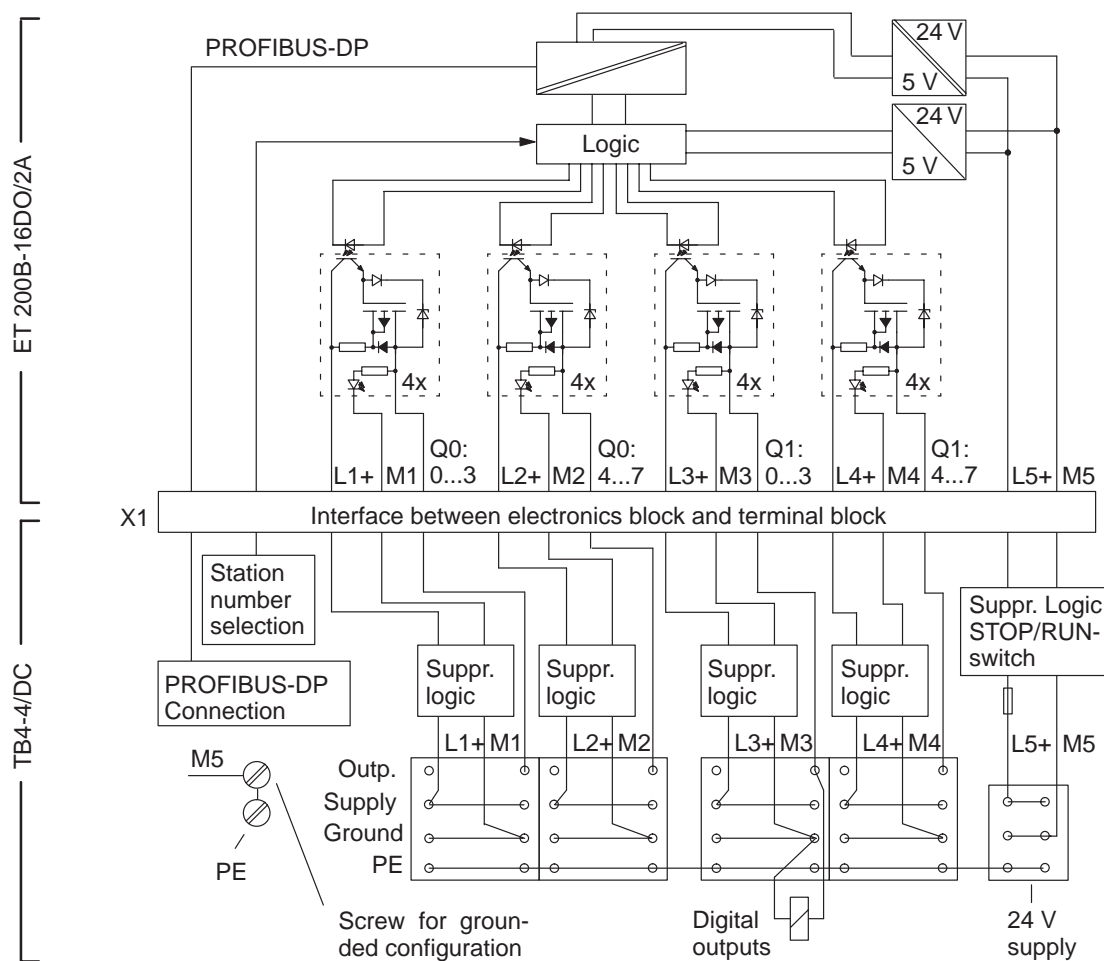 PROFIBUS-DP
24 V
5 V
24 V
5 V
Logic
ET 200B-16DO/2A
4x
4x
4x
4x
Q0:
Q0:
Q1:
Q1:
L1+ M1 0...3
L2+ M2 4...7
L3+ M3 0...3
L4+ M4 4...7
L5+ M5
X1
Interface between electronics block and terminal block
Station
number
selection
Suppr. Logic
STOP/RUN-
switch
Suppr.
logic
Suppr.
logic
Suppr.
logic
Suppr.
logic
PROFIBUS-DP
Connection
TB4-4/DC
L1+ M1
L2+ M2
L3+ M3
L4+ M4
L5+ M5
M5
Outp.
Supply
Ground
PE
PE
Screw for groun-
ded configuration
Digital
outputs
24 V
supply